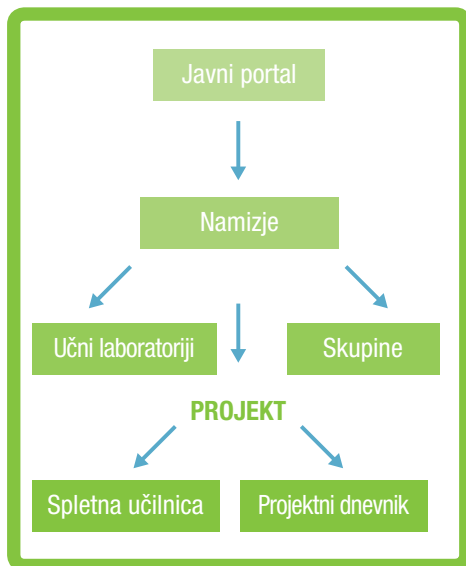 Javni portal
Namizje
Učni laboratoriji
Skupine
PROJEKT
Spletna učilnica
Projektni dnevnik